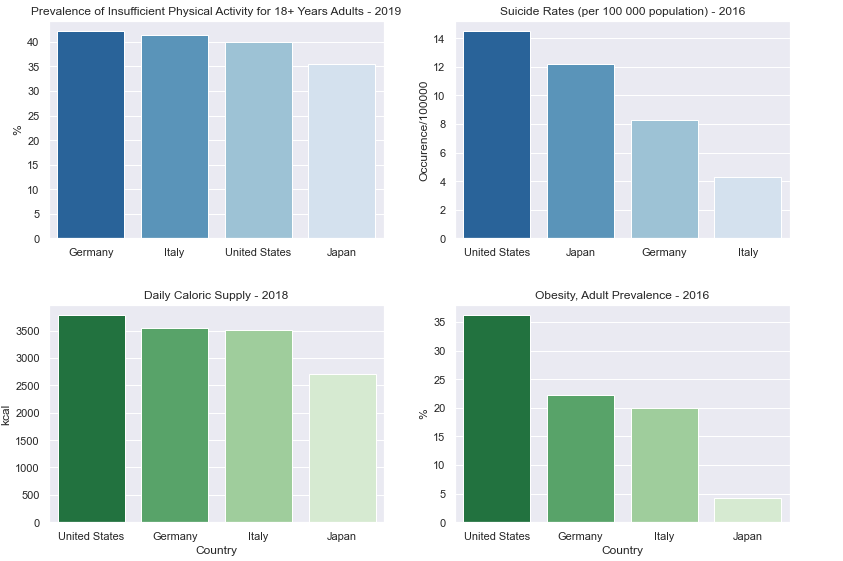 Prevalence of Insufficient Physical Activity for 18+ Years Adults - 2019
40
35
30
25
20
15
10
5
0
%
Germany Italy United States Japan
Suicide Rates (per 100 000 population) - 2016
14
12
10
8
6
4
2
0
Occurence/100000
United States Japan Germany Italy
Daily Caloric Supply - 2018
3500
3000
2500
2000
1500
1000
500
0
kcal
United States Germany Italy Japan
Country
Obesity, Adult Prevalence - 2016
35
30
25
20
15
10
5
0
%
United States Germany Italy Japan
Country